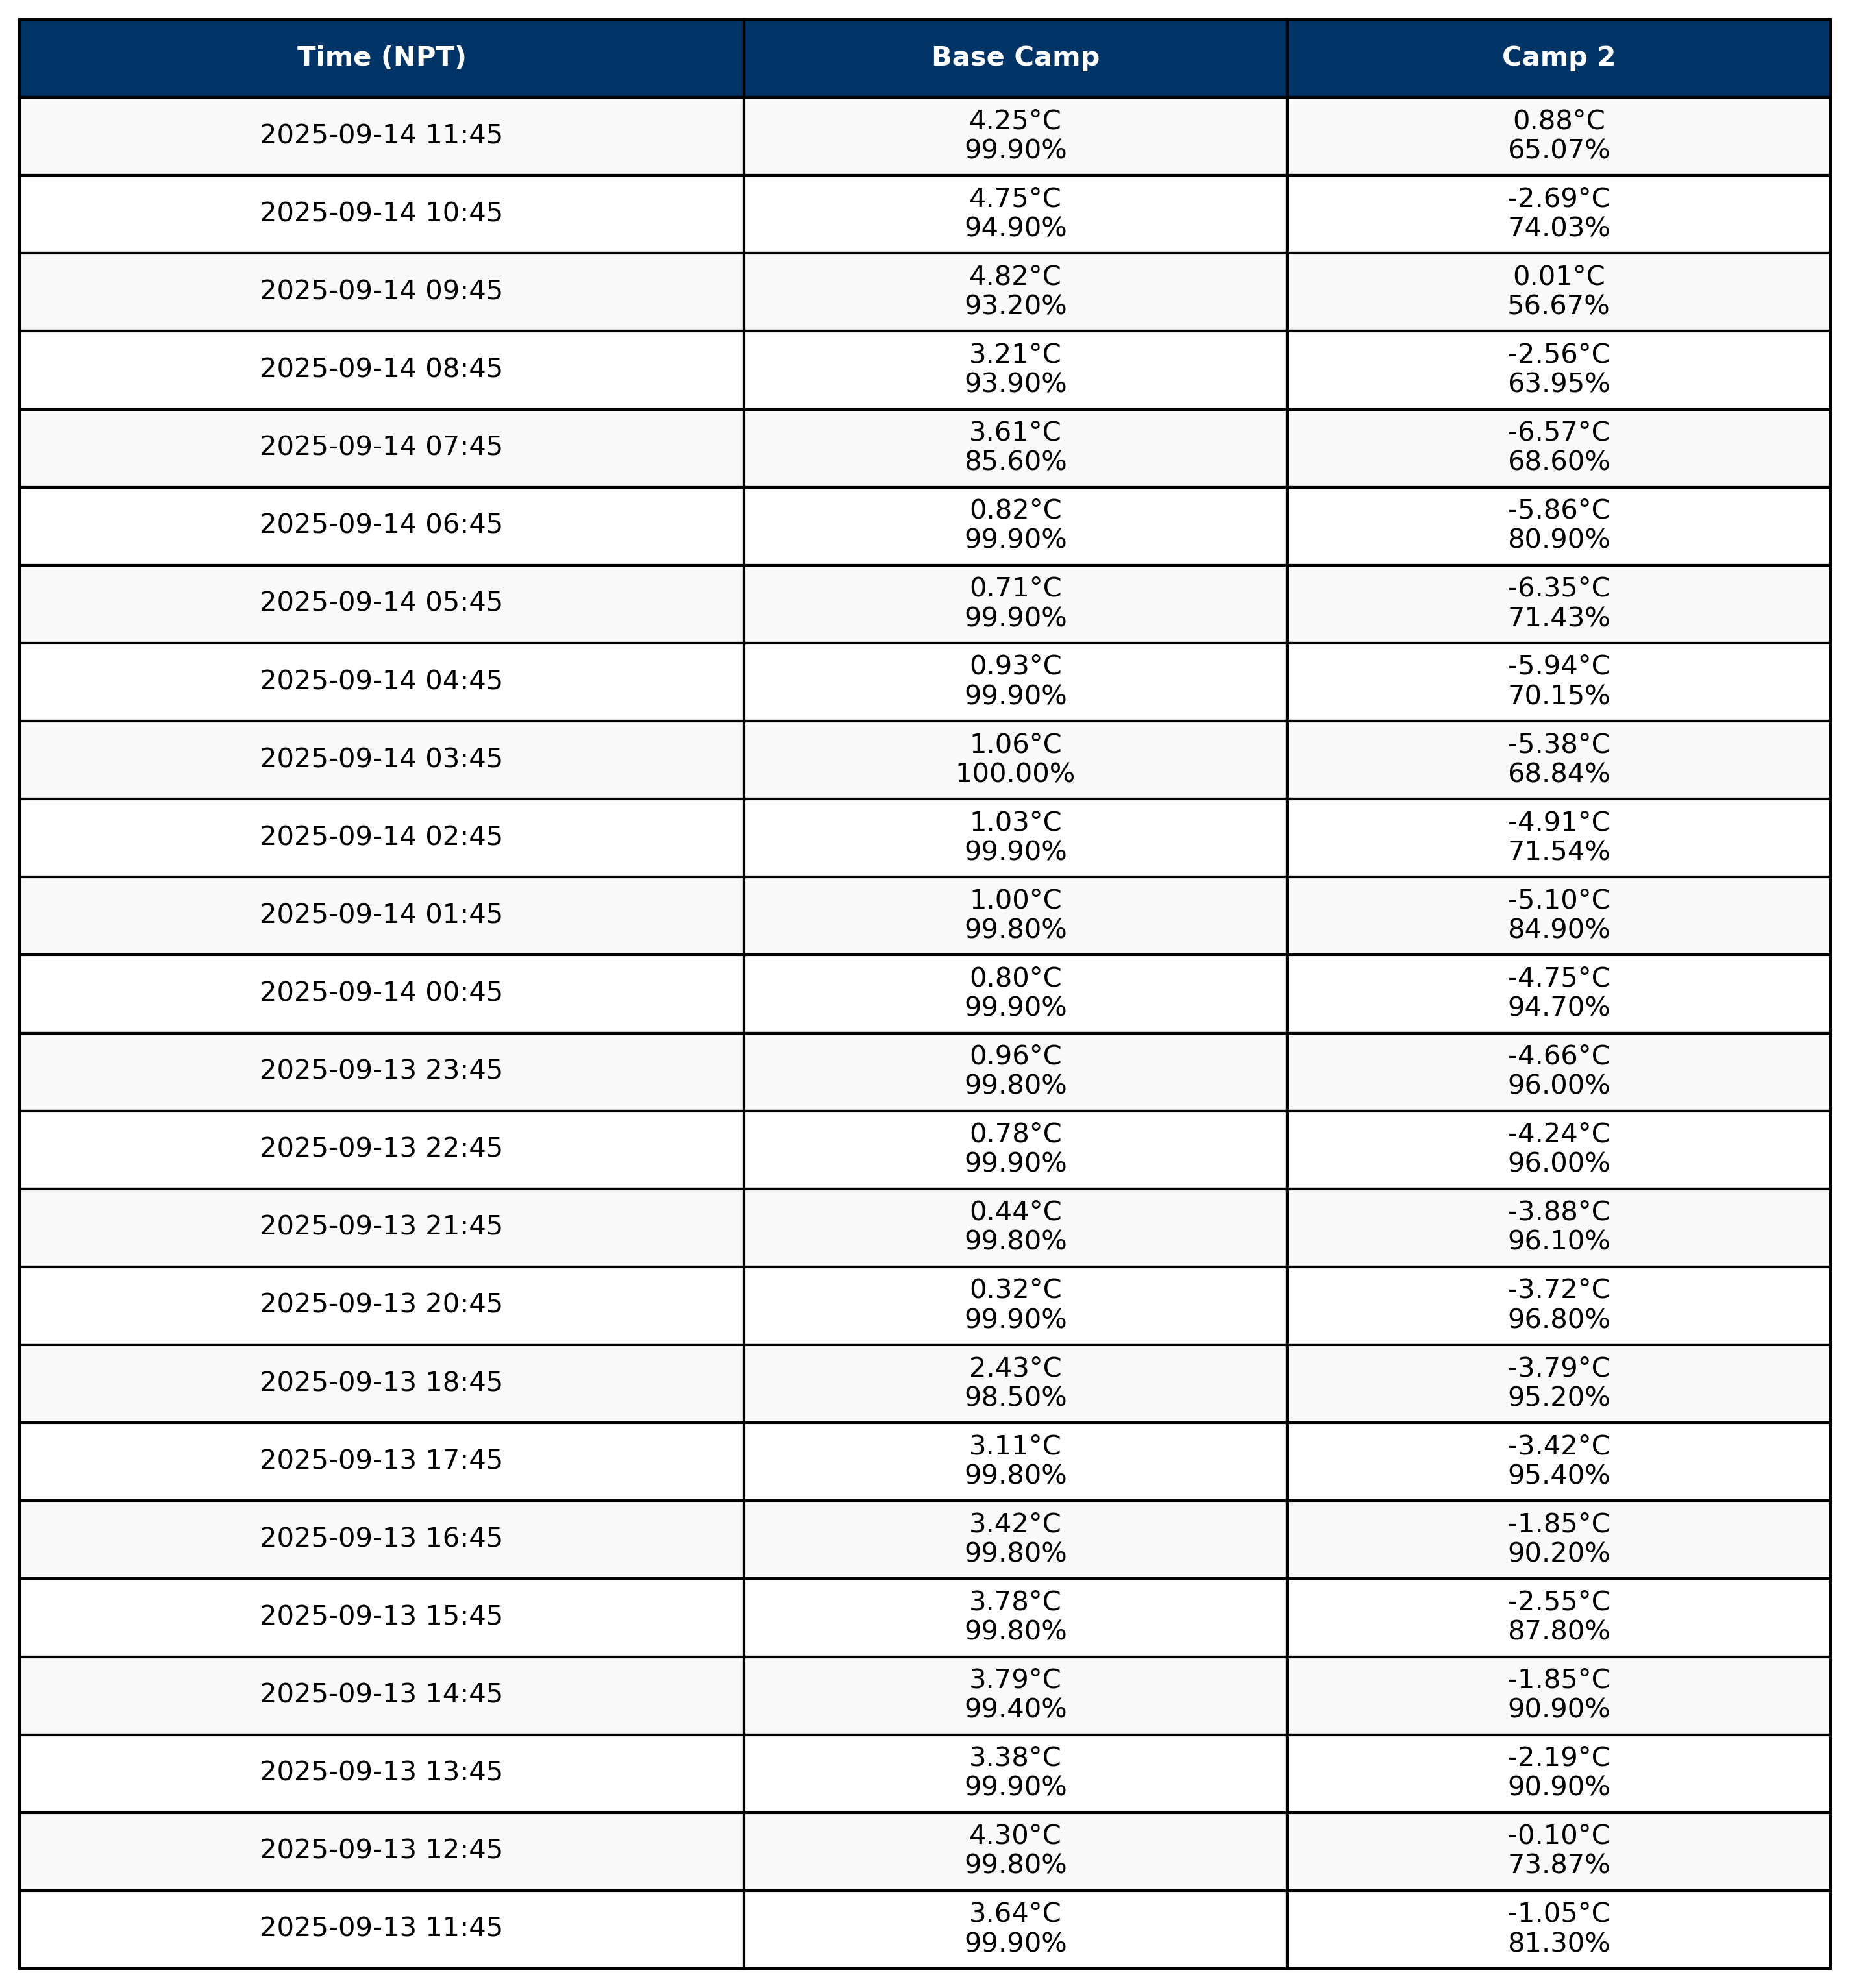 Time (NPT) Base Camp Camp 2
2025-09-14 11:45 4.25°C 0.88°C
99.90% 65.07%
2025-09-14 10:45 4.75°C -2.69°C
94.90% 74.03%
2025-09-14 09:45 4.82°C 0.01°C
93.20% 56.67%
2025-09-14 08:45 3.21°C -2.56°C
93.90% 63.95%
2025-09-14 07:45 3.61°C -6.57°C
85.60% 68.60%
2025-09-14 06:45 0.82°C -5.86°C
99.90% 80.90%
2025-09-14 05:45 0.71°C -6.35°C
99.90% 71.43%
2025-09-14 04:45 0.93°C -5.94°C
99.90% 70.15%
2025-09-14 03:45 1.06°C -5.38°C
100.00% 68.84%
2025-09-14 02:45 1.03°C -4.91°C
99.90% 71.54%
2025-09-14 01:45 1.00°C -5.10°C
99.80% 84.90%
2025-09-14 00:45 0.80°C -4.75°C
99.90% 94.70%
2025-09-13 23:45 0.96°C -4.66°C
99.80% 96.00%
2025-09-13 22:45 0.78°C -4.24°C
99.90% 96.00%
2025-09-13 21:45 0.44°C -3.88°C
99.80% 96.10%
2025-09-13 20:45 0.32°C -3.72°C
99.90% 96.80%
2025-09-13 18:45 2.43°C -3.79°C
98.50% 95.20%
2025-09-13 17:45 3.11°C -3.42°C
99.80% 95.40%
2025-09-13 16:45 3.42°C -1.85°C
99.80% 90.20%
2025-09-13 15:45 3.78°C -2.55°C
99.80% 87.80%
2025-09-13 14:45 3.79°C -1.85°C
99.40% 90.90%
2025-09-13 13:45 3.38°C -2.19°C
99.90% 90.90%
2025-09-13 12:45 4.30°C -0.10°C
99.80% 73.87%
2025-09-13 11:45 3.64°C -1.05°C
99.90% 81.30%